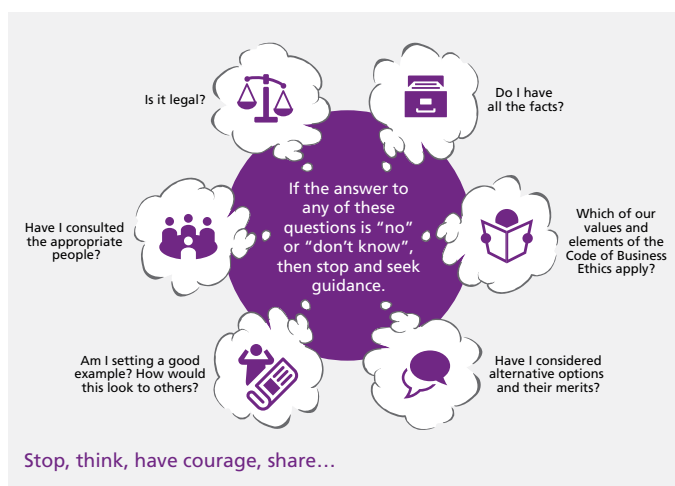 Is it legal?
Do I have
all the facts?
If the answer to
any of these
questions is “no”
or “don’t know”,
then stop and seek
guidance.
Have I consulted
the appropriate
people?
Which of our
values and
elements of the
Code of Business
Ethics apply?
Am I setting a good
example? How would
this look to others?
Have I considered
alternative options
and their merits?
Stop, think, have courage, share…